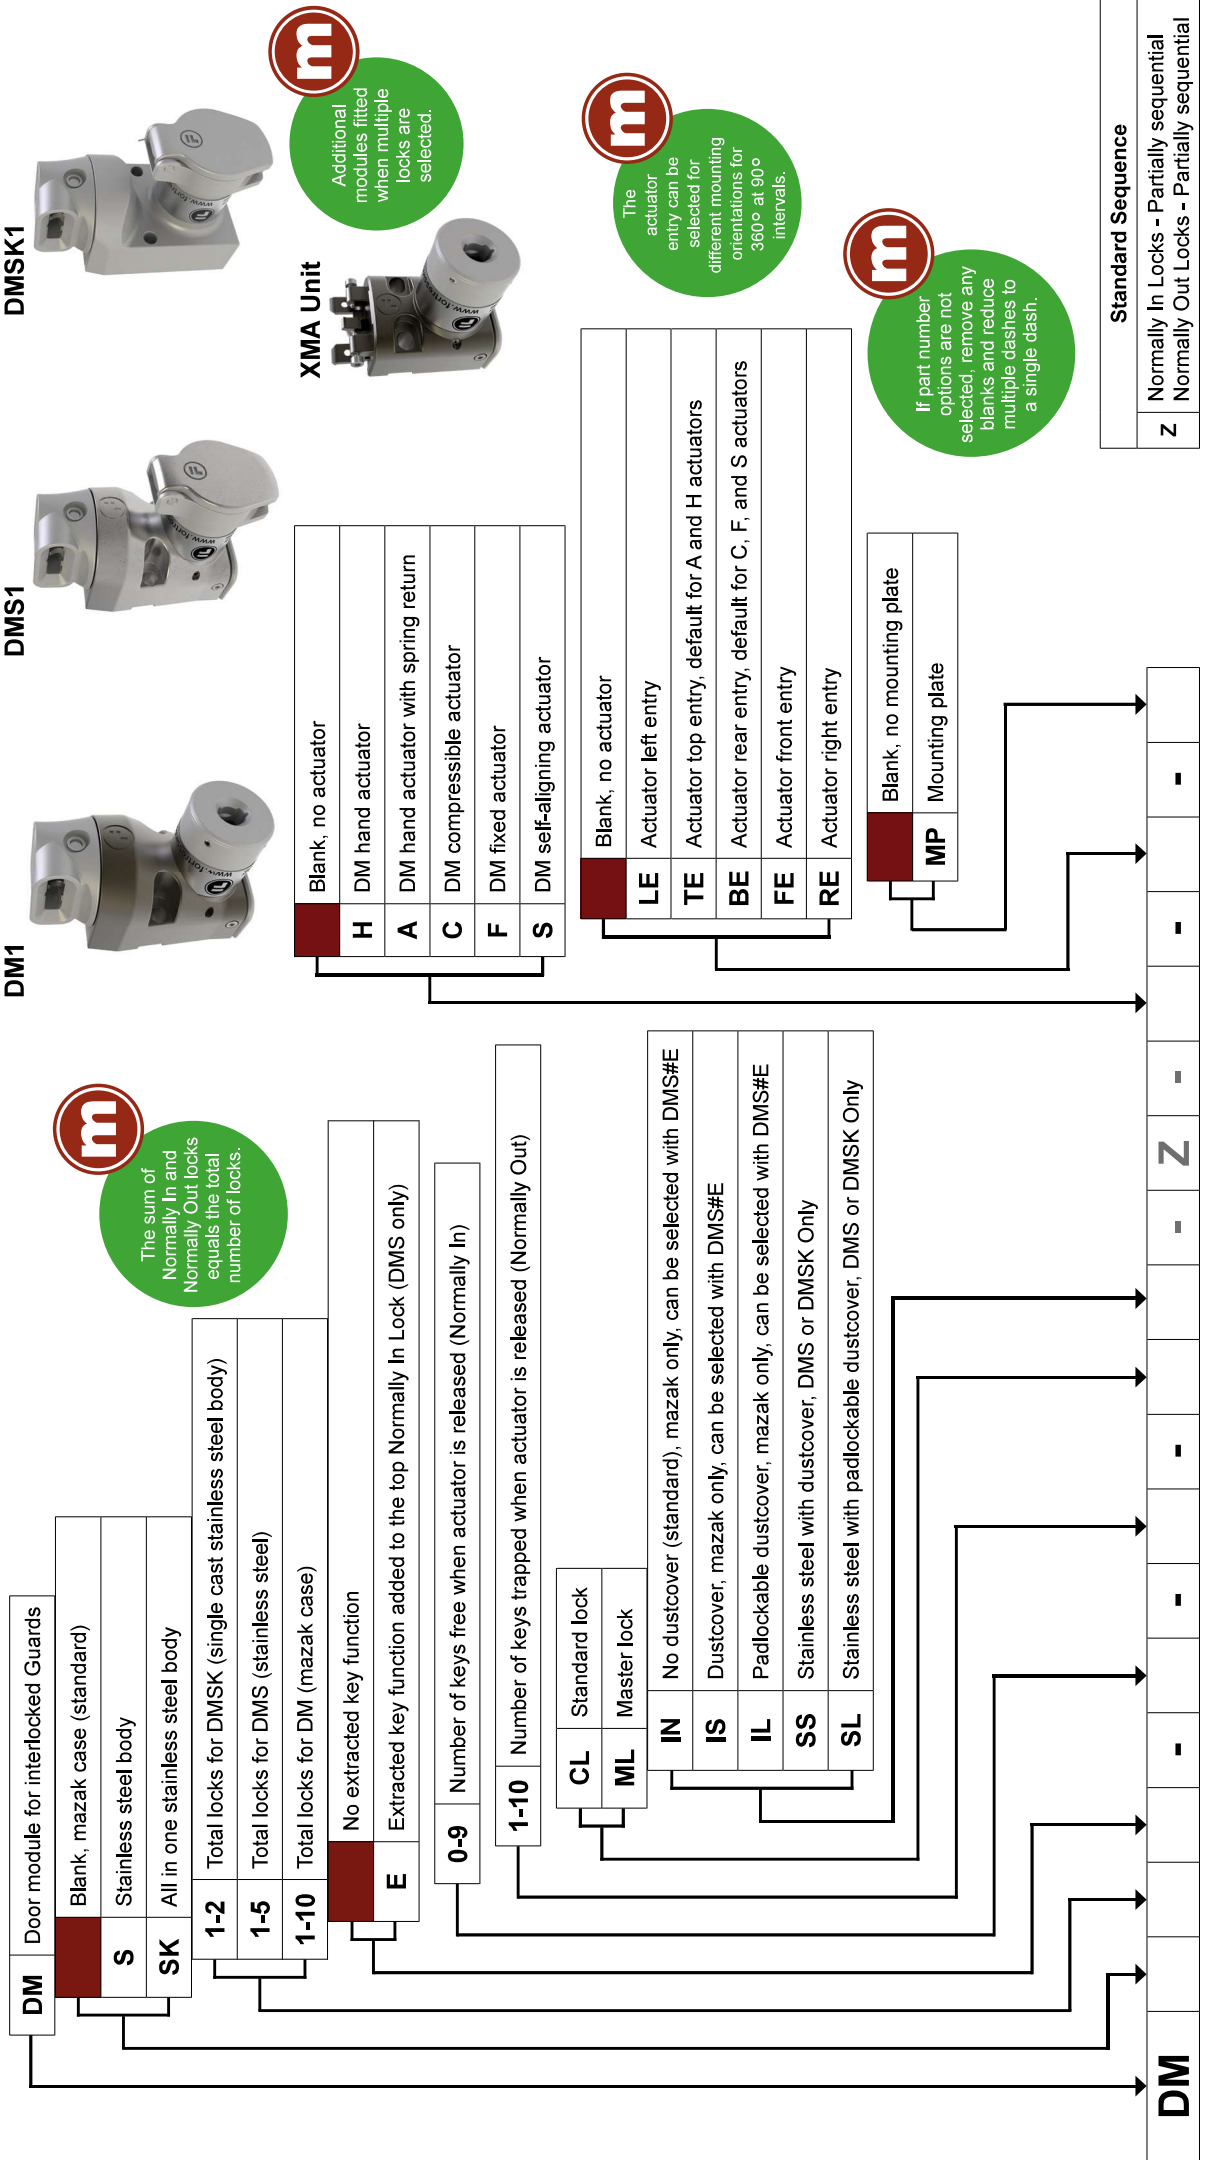 DM1
DMS1
DMSK1
XMA Unit
m
The sum of
Normally In and
Normally Out locks
equals the total
number of locks.
m
Additional
modules fitted
when multiple
locks are
selected.
m
The
actuator
entry can be
selected for
different mounting
orientations for
360° at 90°
intervals.
m
If part number
options are not
selected, remove any
blanks and reduce
multiple dashes to
a single dash.
DM Door module for interlocked Guards
Blank, mazak case (standard)
S Stainless steel body
SK All in one stainless steel body
1-2 Total locks for DMSK (single cast stainless steel body)
1-5 Total locks for DMS (stainless steel)
1-10 Total locks for DM (mazak case)
No extracted key function
E Extracted key function added to the top Normally In Lock (DMS only)
0-9 Number of keys free when actuator is released (Normally In)
1-10 Number of keys trapped when actuator is released (Normally Out)
CL Standard lock
ML Master lock
IN No dustcover (standard), mazak only, can be selected with DMS#E
IS Dustcover, mazak only, can be selected with DMS#E
IL Padlockable dustcover, mazak only, can be selected with DMS#E
SS Stainless steel with dustcover, DMS or DMSK Only
SL Stainless steel with padlockable dustcover, DMS or DMSK Only
Blank, no actuator
H DM hand actuator
A DM hand actuator with spring return
C DM compressible actuator
F DM fixed actuator
S DM self-aligning actuator
Blank, no actuator
LE Actuator left entry
TE Actuator top entry, default for A and H actuators
BE Actuator rear entry, default for C, F, and S actuators
FE Actuator front entry
RE Actuator right entry
Blank, no mounting plate
MP Mounting plate
Standard Sequence
Z Normally In Locks - Partially sequential
Normally Out Locks - Partially sequential
DM - - - - Z - - -